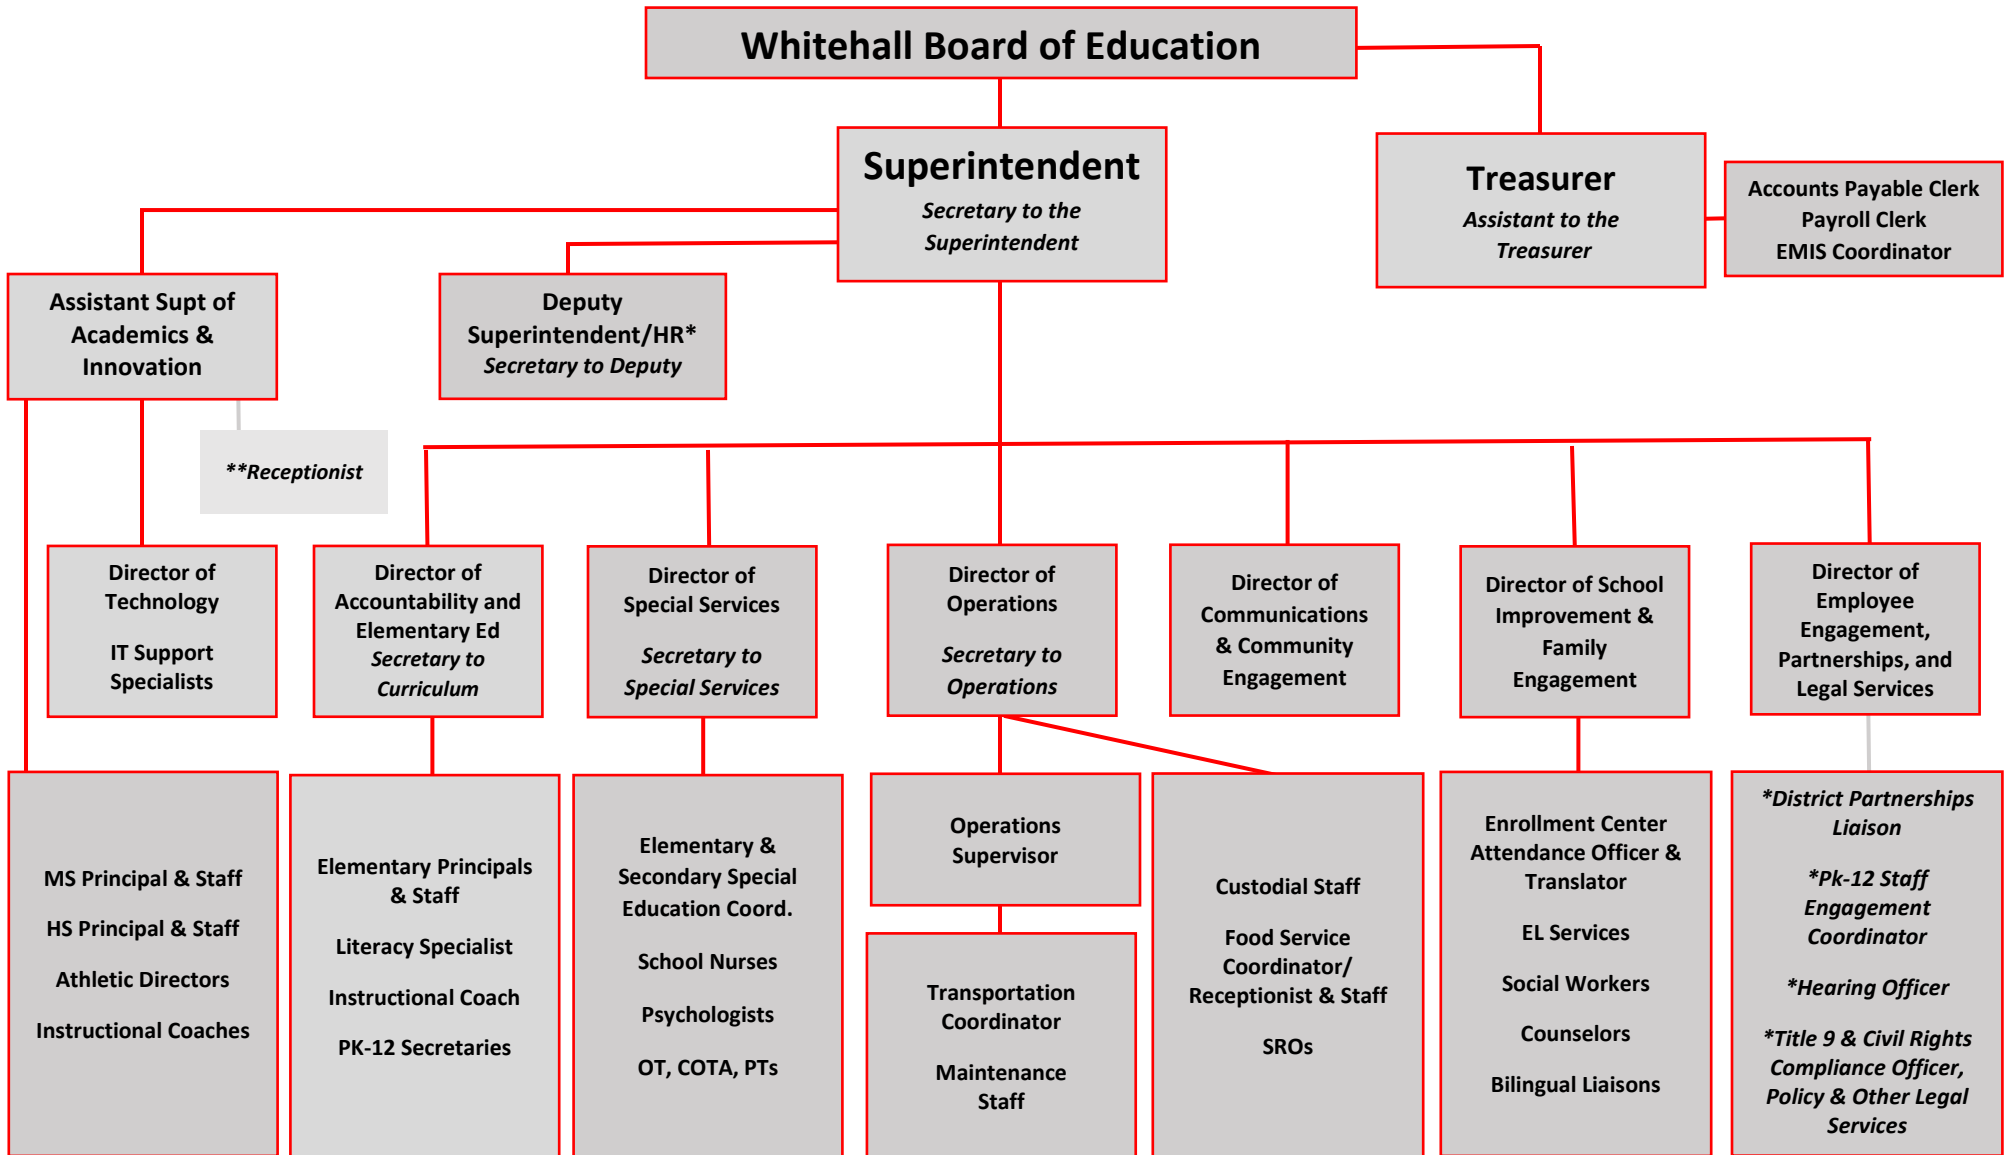 Whitehall Board of Education
Superintendent
Secretary to the
Superintendent
Treasurer
Assistant to the
Treasurer
Accounts Payable Clerk
Payroll Clerk
EMIS Coordinator
Assistant Supt of
Academics &
Innovation
Deputy
Superintendent/HR*
Secretary to Deputy
**Receptionist
Director of
Technology
IT Support
Specialists
Director of
Accountability and
Elementary Ed
Secretary to
Curriculum
Director of
Special Services
Secretary to
Special Services
Director of
Operations
Secretary to
Operations
Director of
Communications
& Community
Engagement
Director of School
Improvement &
Family
Engagement
Director of
Employee
Engagement,
Partnerships, and
Legal Services
MS Principal & Staff
HS Principal & Staff
Athletic Directors
Instructional Coaches
Elementary Principals
& Staff
Literacy Specialist
Instructional Coach
PK-12 Secretaries
Elementary &
Secondary Special
Education Coord.
School Nurses
Psychologists
OT, COTA, PTs
Operations
Supervisor
Transportation
Coordinator
Maintenance
Staff
Custodial Staff
Food Service
Coordinator/
Receptionist & Staff
SROs
Enrollment Center
Attendance Officer &
Translator
EL Services
Social Workers
Counselors
Bilingual Liaisons
*District Partnerships
Liaison
*Pk-12 Staff
Engagement
Coordinator
*Hearing Officer
*Title 9 & Civil Rights
Compliance Officer,
Policy & Other Legal
Services